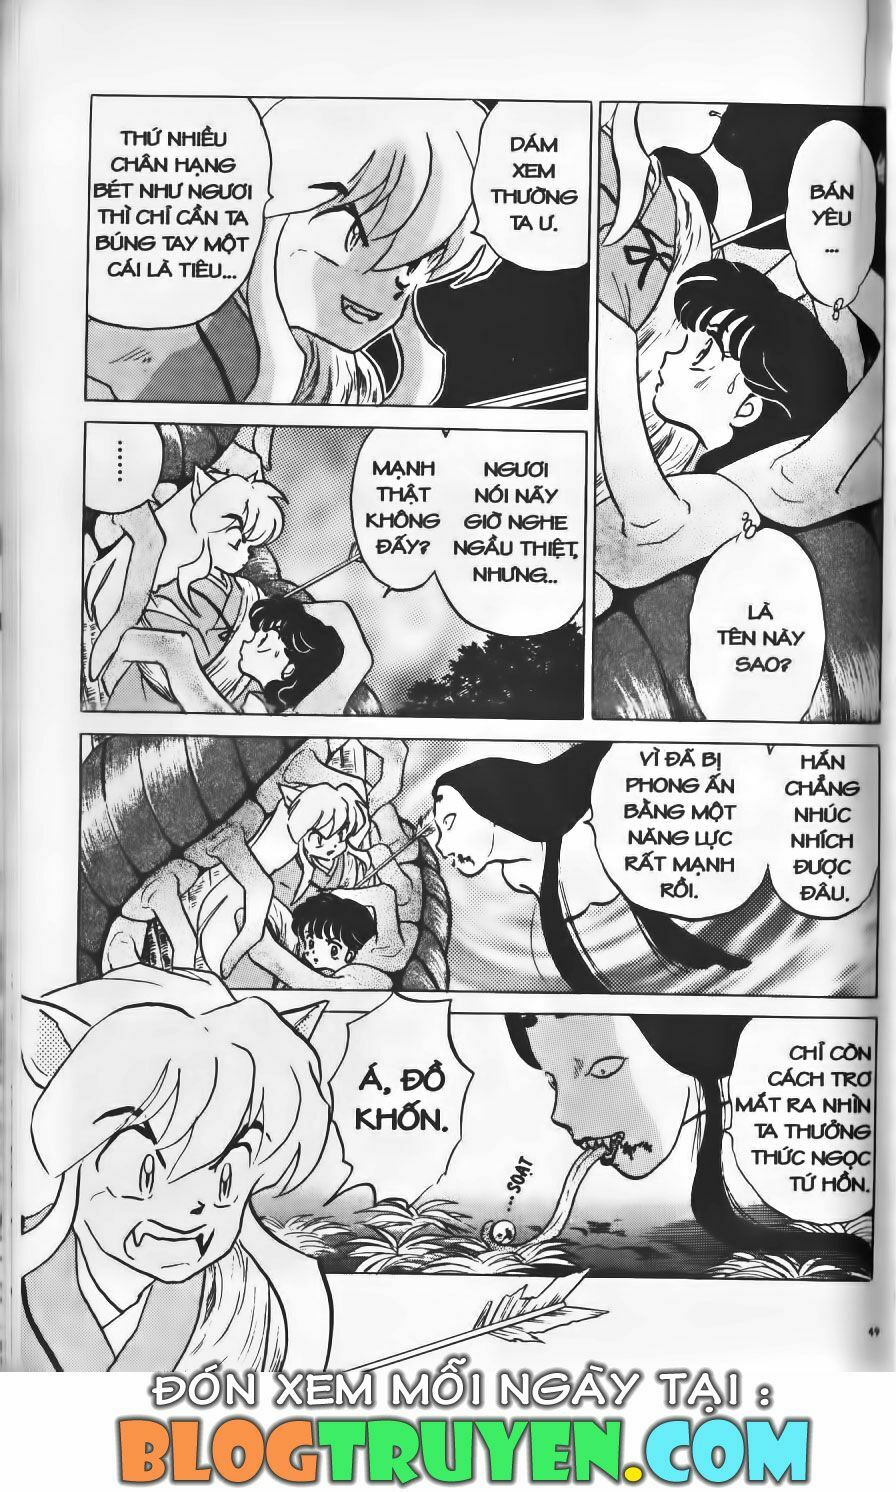 BÁN
YÊU
...
LÀ
TÊN NÀY
SAO?
DÁM
XEM
THƯỜNG
TA Ư.
THỨ NHIỀU
CHÂN HẠNG
BÉT NHƯ NGƯƠI
THÌ CHỈ CẦN TA
BÚNG TAY MỘT
CÁI LÀ TIÊU...
NGƯƠI
NÓI NÃY
GIỜ NGHE
NGẦU THIỆT,
NHƯNG...
MẠNH
THẬT
KHÔNG
ĐẤY?
........
HẮN
CHẲNG
NHÚC
NHÍCH
ĐƯỢC
ĐÂU.
VÌ ĐÃ BỊ
PHONG ẤN
BẰNG MỘT
NĂNG LỰC
RẤT MẠNH
RỒI.
CHỈ CÒN
CÁCH TRƠ
MẮT RA NHÌN
TA THƯỞNG
THỨC NGỌC
TỨ HỒN.
...SOẠT
Á, ĐỒ
KHỐN.
49
ĐÓN XEM MỖI NGÀY TẠI :
BLOGTRUYEN.COM